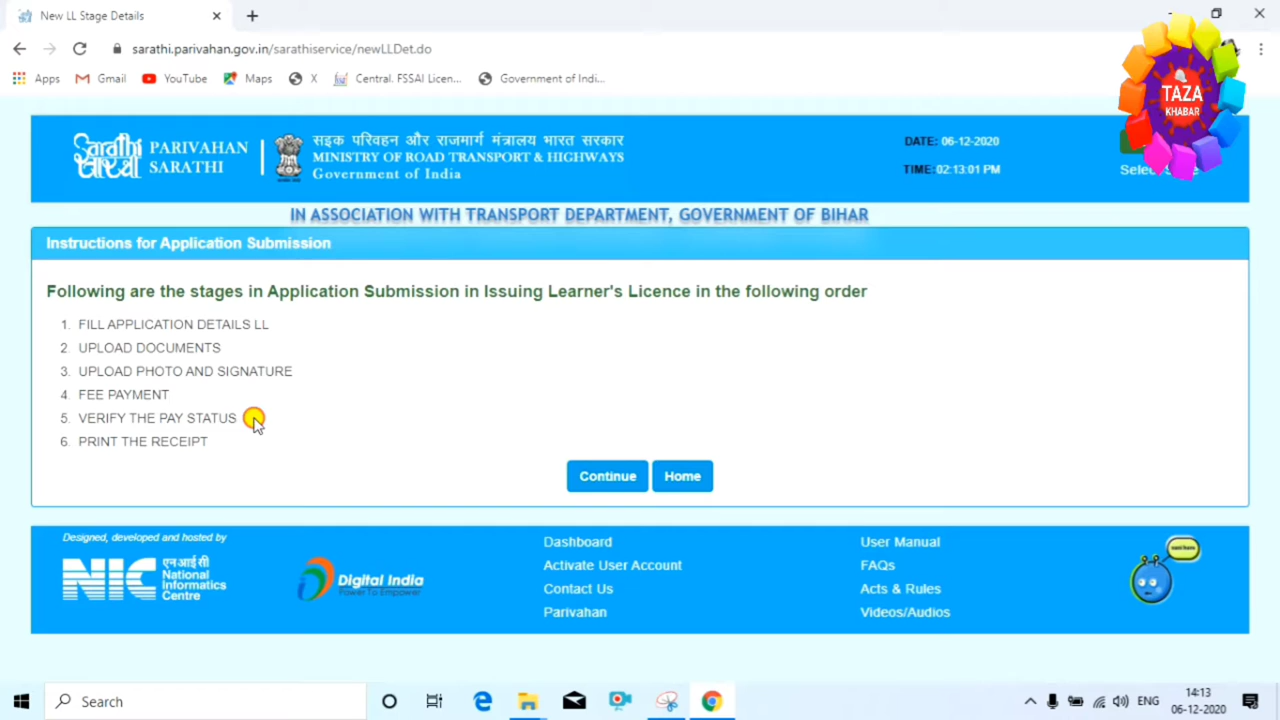 New LL Stage Details
sarathi.parivahan.gov.in/sarathiservice/newLLDet.do
Apps Gmail YouTube Maps X Central. FSSAI Licen... Government of Indi...
TAZA
KHABAR
PARIVAHAN
SARATHI
सड़क परिवहन और राजमार्ग मंत्रालय भारत सरकार
MINISTRY OF ROAD TRANSPORT & HIGHWAYS
Government of India
DATE: 06-12-2020
TIME:02:13:01 PM
IN ASSOCIATION WITH TRANSPORT DEPARTMENT, GOVERNMENT OF BIHAR
Instructions for Application Submission
Following are the stages in Application Submission in Issuing Learner's Licence in the following order
1. FILL APPLICATION DETAILS LL
2. UPLOAD DOCUMENTS
3. UPLOAD PHOTO AND SIGNATURE
4. FEE PAYMENT
5. VERIFY THE PAY STATUS
6. PRINT THE RECEIPT
Continue Home
Designed, developed and hosted by
NIC
एनआईसी
National
Informatics
Centre
Digital India
Power To Empower
Dashboard
Activate User Account
Contact Us
Parivahan
User Manual
FAQs
Acts & Rules
Videos/Audios
Search
ENG
14:13
06-12-2020